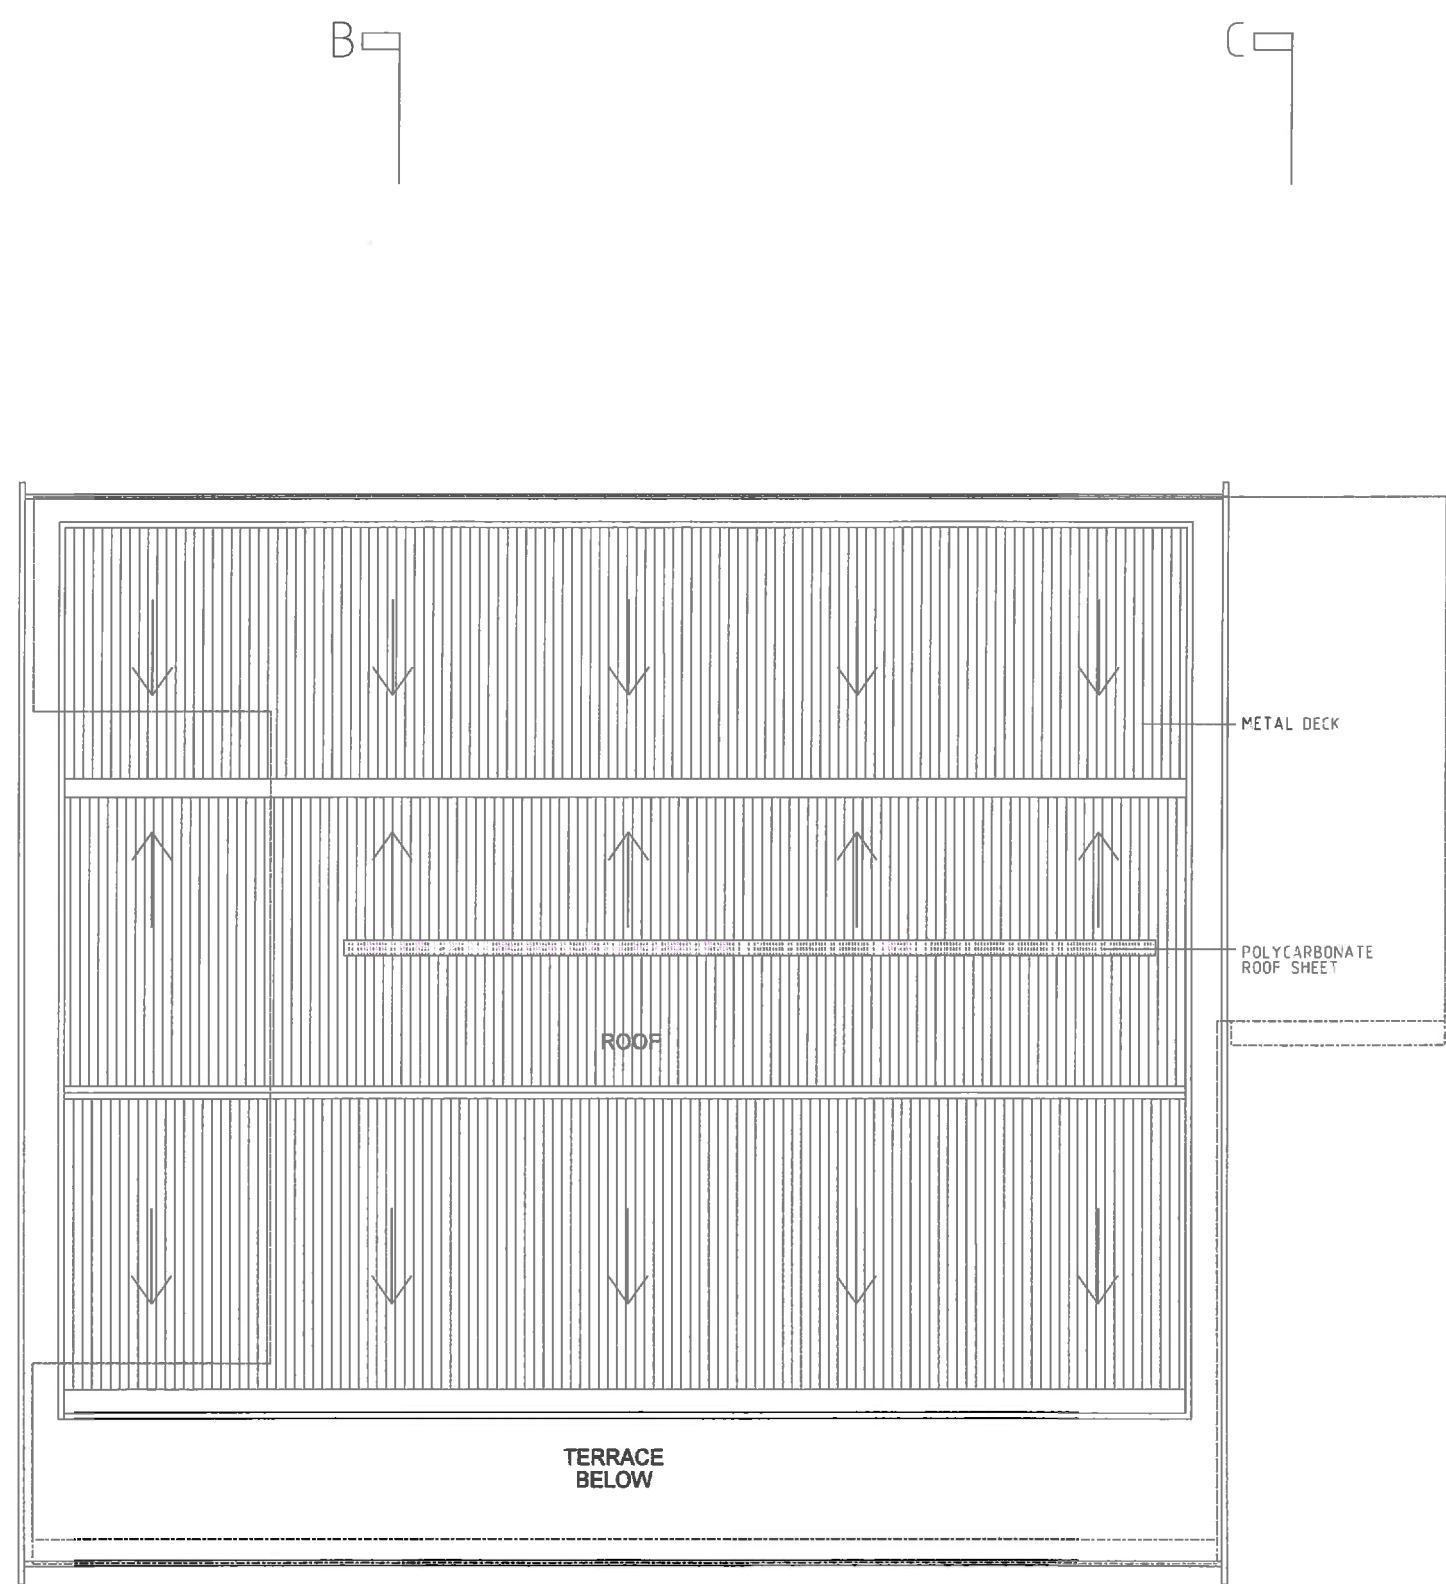 B
C
METAL DECK
POLYCARBONATE
ROOF SHEET
ROOF
TERRACE
BELOW